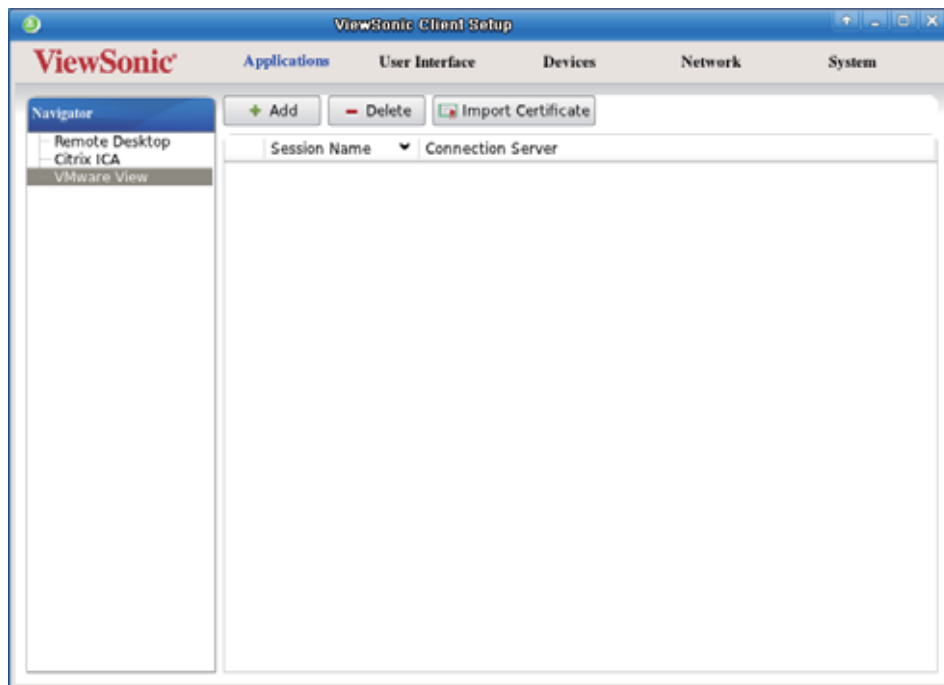 ViewSonic Client Setup
ViewSonic
Applications User Interface Devices Network System
Navigator
Remote Desktop
Citrix ICA
VMware View
Add Delete Import Certificate
Session Name Connection Server